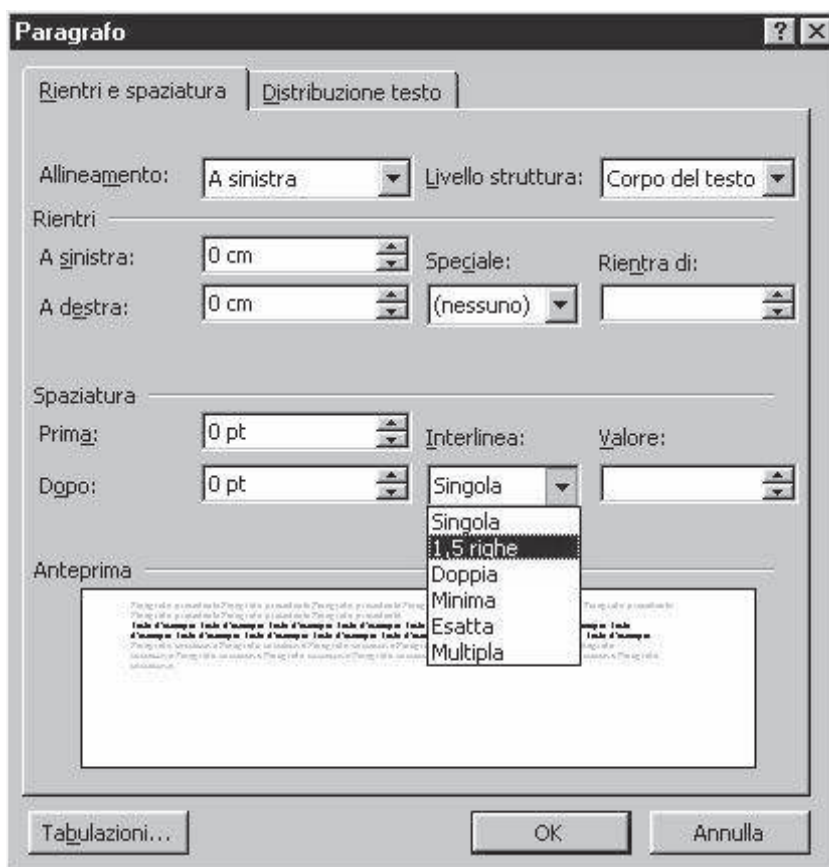 Paragrafo
Rientri e spaziatura Distribuzione testo
Allineamento: A sinistra Livello struttura: Corpo del testo
Rientri
A sinistra: 0 cm Speciale: Rientra di:
A destra: 0 cm (nessuno)
Spaziatura
Prima: 0 pt Interlinea: Valore:
Dopo: 0 pt Singola
Singola
1,5 righe
Doppia
Minima
Esatta
Multipla
Anteprima
Tabulazioni... OK Annulla